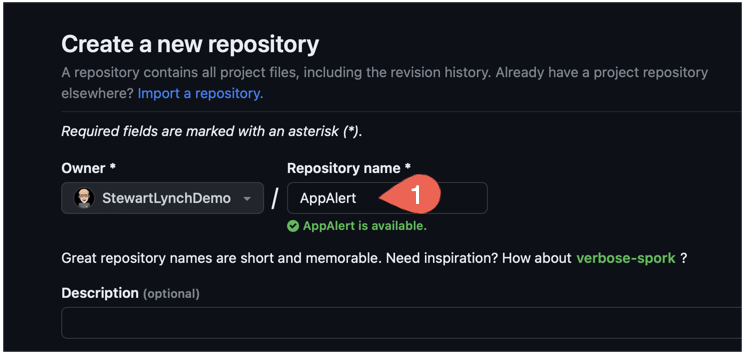 Create a new repository
A repository contains all project files, including the revision history. Already have a project repository
elsewhere? Import a repository.
Required fields are marked with an asterisk (*).
Owner * Repository name *
StewartLynchDemo / AppAlert 1
AppAlert is available.
Great repository names are short and memorable. Need inspiration? How about verbose-spork ?
Description (optional)